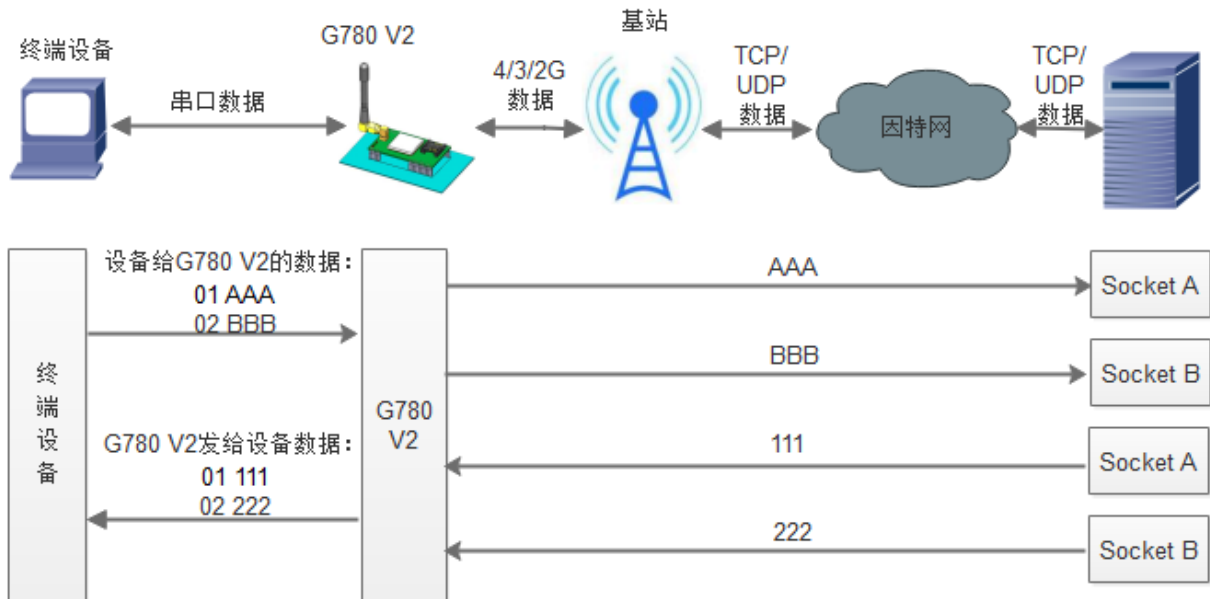 终端设备
G780 V2
基站
串口数据
4/3/2G
数据
TCP/
UDP
数据
因特网
TCP/
UDP
数据
设备给G780 V2的数据：
01 AAA
02 BBB
AAA
Socket A
BBB
Socket B
终
端
设
备
G780
V2
G780 V2发给设备数据：
01 111
02 222
111
Socket A
222
Socket B